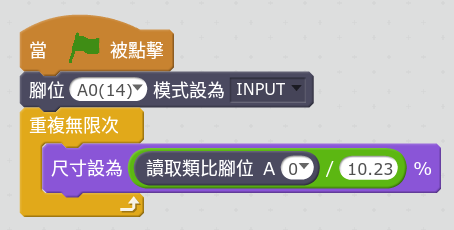 當 被點擊
腳位 A0(14) 模式設為 INPUT
重複無限次
尺寸設為 讀取類比腳位 A 0 / 10.23 %